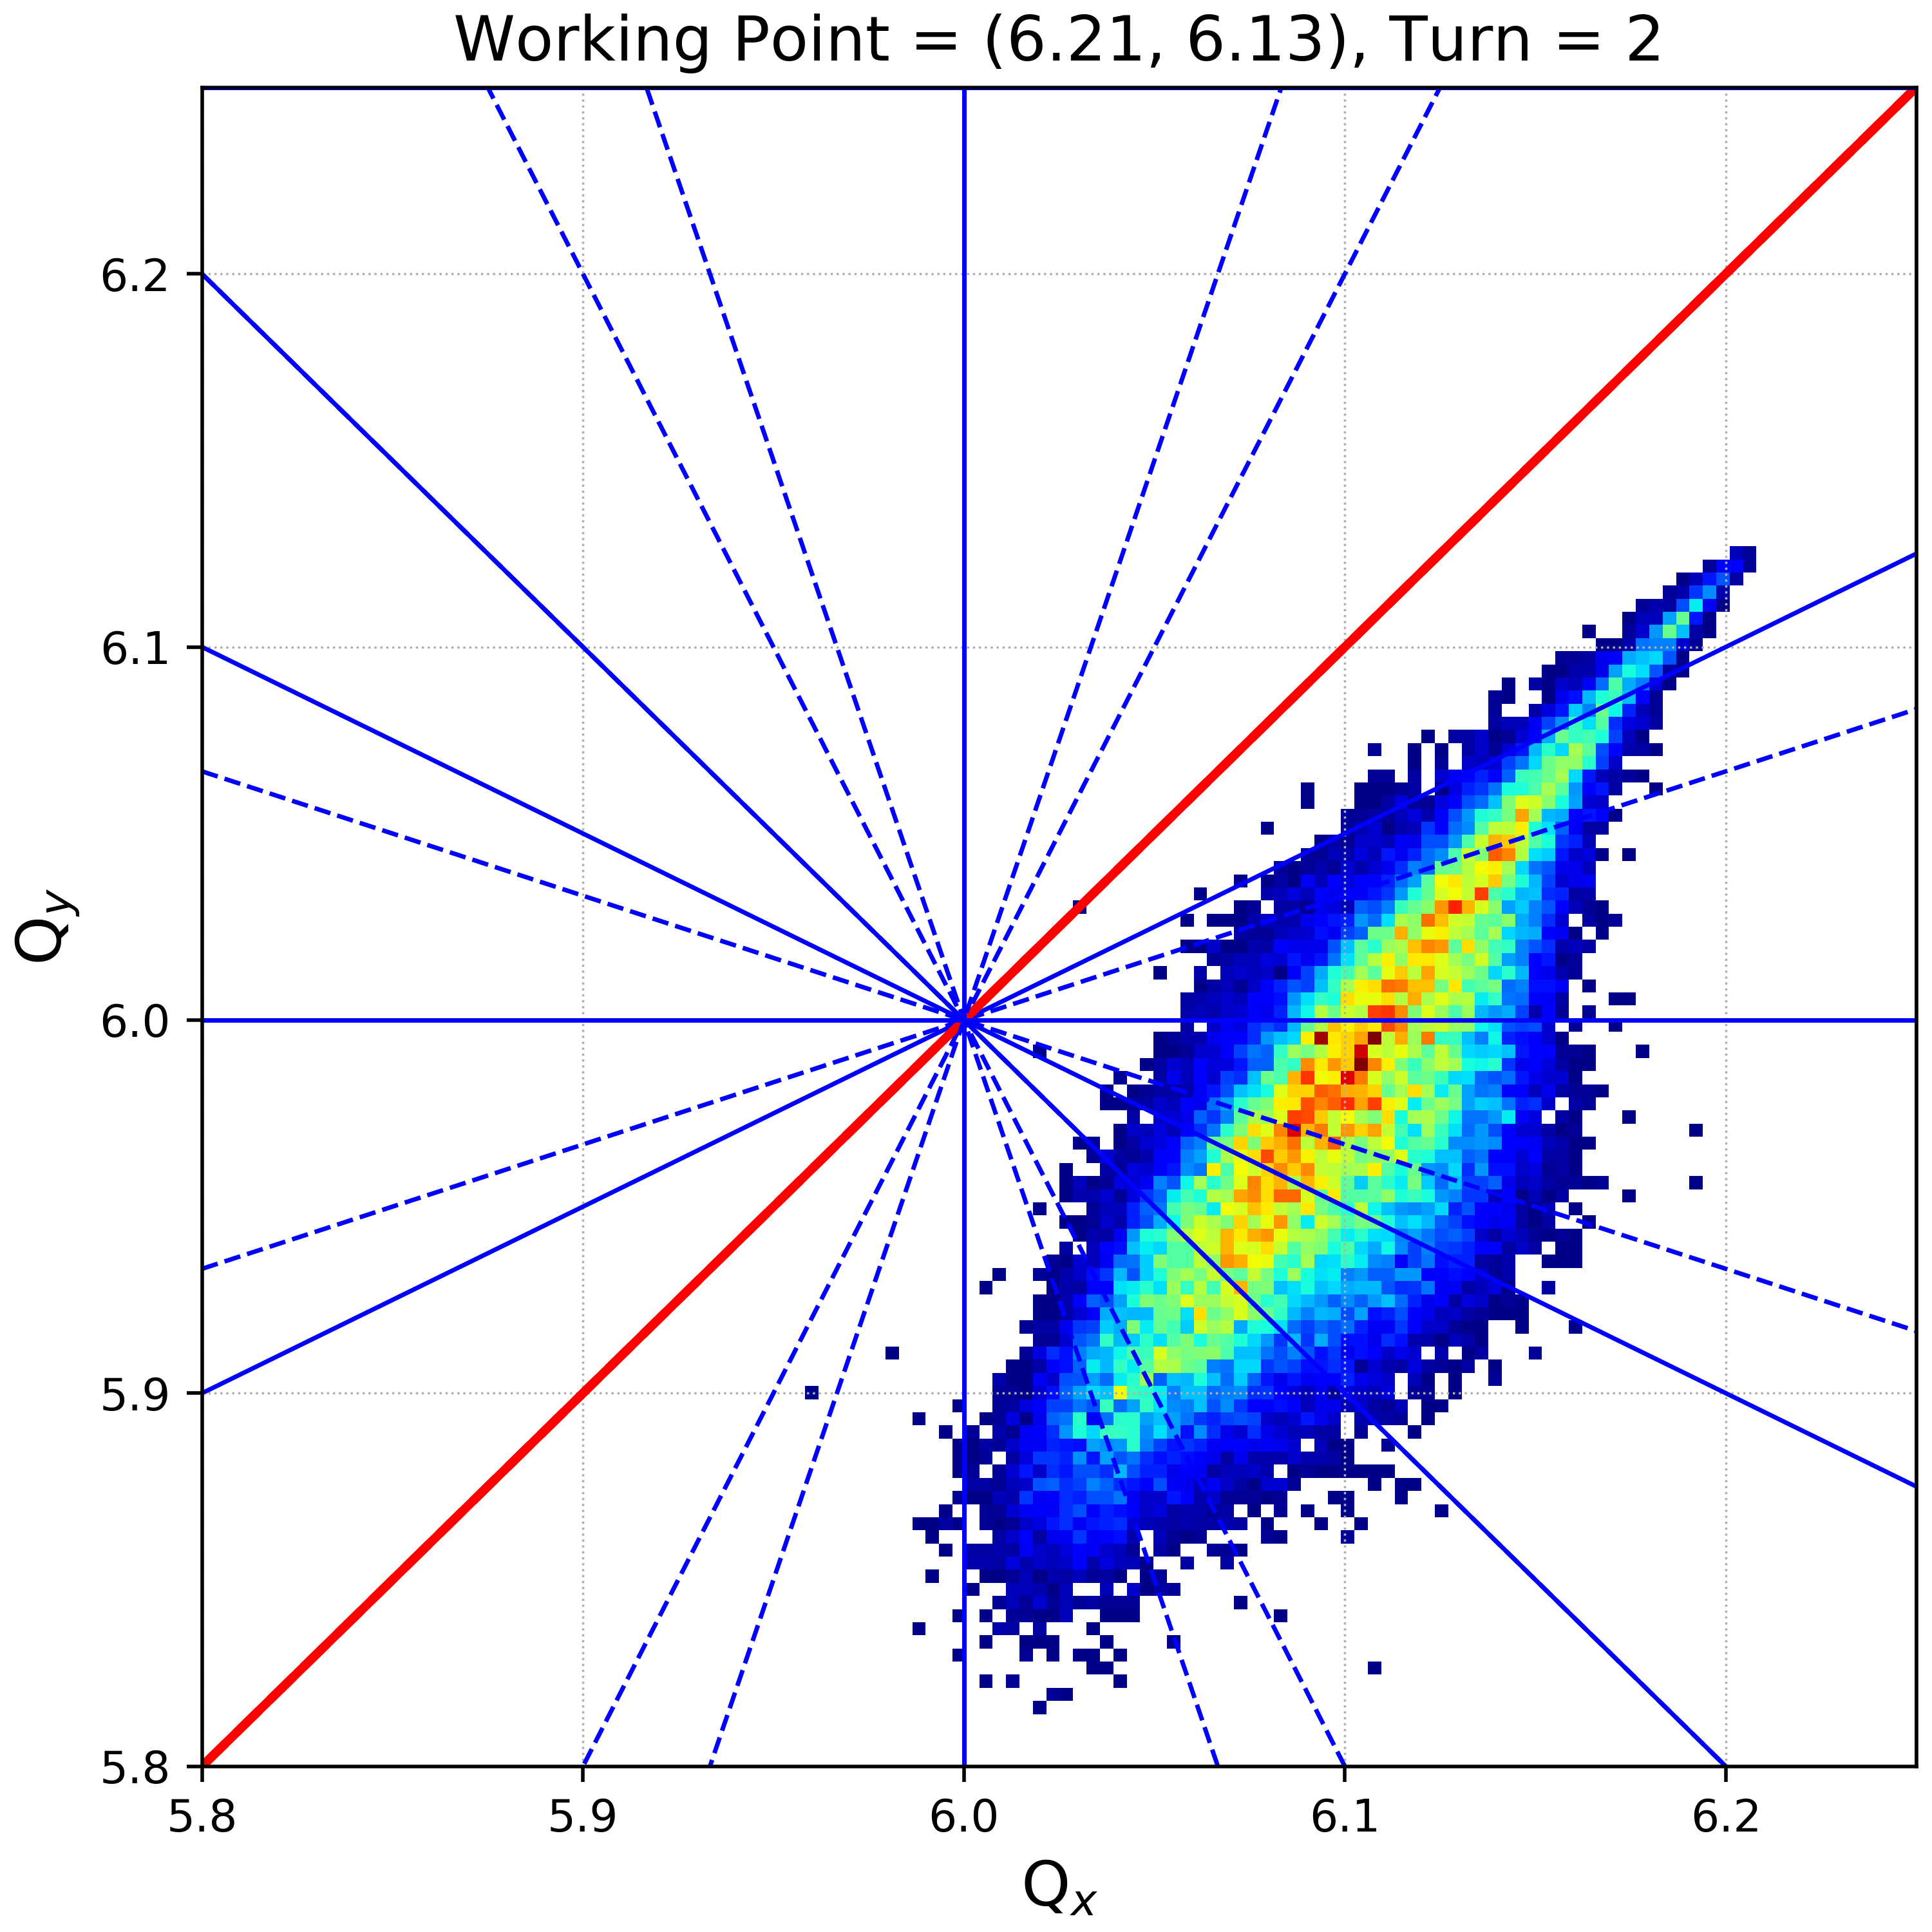 Working Point = (6.21, 6.13), Turn = 2
6.2
6.1
6.0
5.9
5.8
Qy
5.8 5.9 6.0 6.1 6.2
Qx